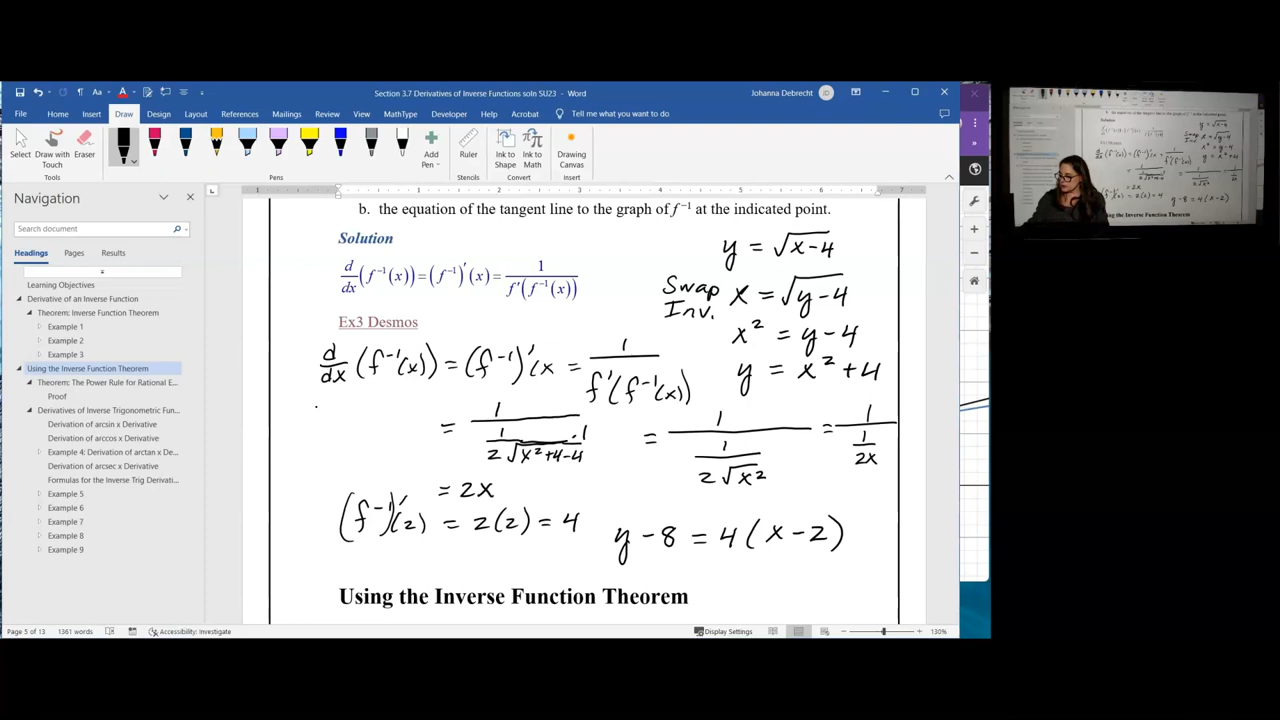 Section 3.7 Derivatives of Inverse Functions soln SU23 - Word
Johanna Debrecht JD
File Home Insert Draw Design Layout References Mailings Review View MathType Developer Help Acrobat Tell me what you want to do
Select Draw with Touch Eraser Add Pen Ruler Ink to Shape Ink to Math Drawing Canvas
Tools Pens Stencils Convert Insert
Navigation
Search document
Headings Pages Results
Learning Objectives
Derivative of an Inverse Function
Theorem: Inverse Function Theorem
Example 1
Example 2
Example 3
Using the Inverse Function Theorem
Theorem: The Power Rule for Rational E...
Proof
Derivatives of Inverse Trigonometric Fun...
Derivation of arcsin x Derivative
Derivation of arccos x Derivative
Example 4: Derivation of arctan x De...
Derivation of arcsec x Derivative
Formulas for the Inverse Trig Derivati...
Example 5
Example 6
Example 7
Example 8
Example 9
b. the equation of the tangent line to the graph of f⁻¹ at the indicated point.
Solution
d/dx (f⁻¹(x)) = (f⁻¹)′(x) = 1/f′(f⁻¹(x))
Ex3 Desmos
y = √x-4
Swap x = √y-4
Inv.
x² = y-4
y = x²+4
d/dx (f⁻¹(x)) = (f⁻¹)′(x = 1/f′(f⁻¹(x))
= 1/(1/(2√x²+4-4) · 1) = 1/(1/(2√x²)) = 1/(1/2x)
= 2x
(f⁻¹)′(2) = 2(2) = 4 y-8 = 4(x-2)
Using the Inverse Function Theorem
Page 5 of 13 1361 words Accessibility: Investigate Display Settings 130%